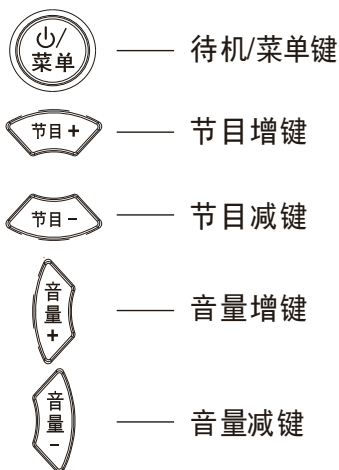 ⏻/
菜单
待机/菜单键
节目+
节目增键
节目-
节目减键
音
量
+
音量增键
音
量
-
音量减键